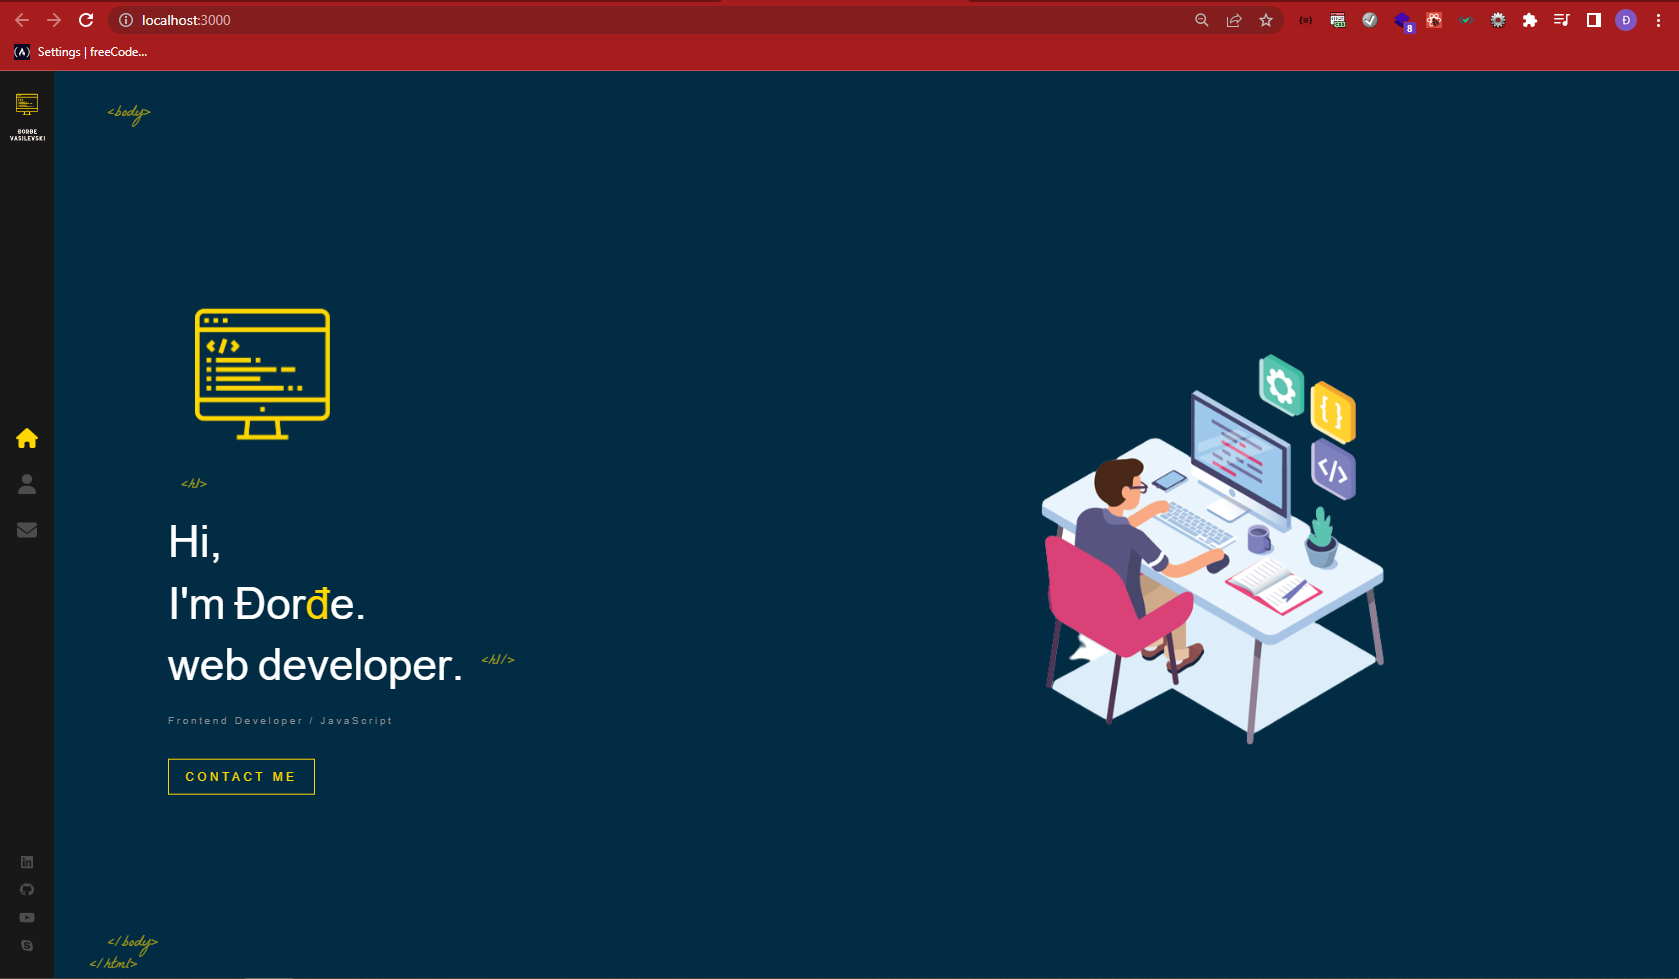 localhost:3000
8
Đ
Settings | freeCode...
ĐORĐE
VASILEVSKI
<body>
</>
<h1>
Hi,
I'm Đorđe.
web developer.
<h1/>
Frontend Developer / JavaScript
CONTACT ME
{ }
</>
</body>
</html>